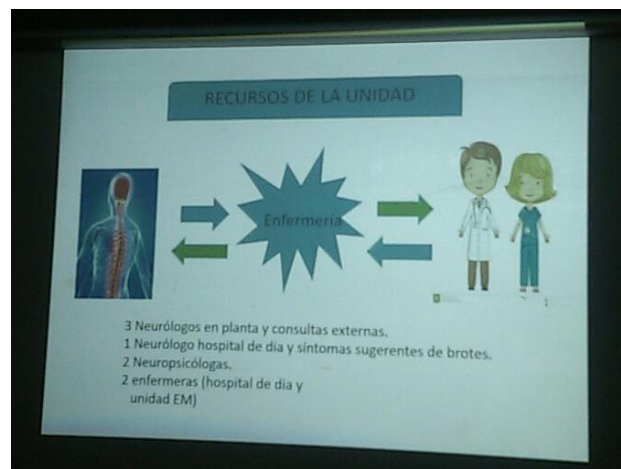 RECURSOS DE LA UNIDAD
Enfermería
1
3 Neurólogos en planta y consultas externas.
1 Neurólogo hospital de dia y síntomas sugerentes de brotes.
2 Neuropsicólogas.
2 enfermeras (hospital de dia y
unidad EM)